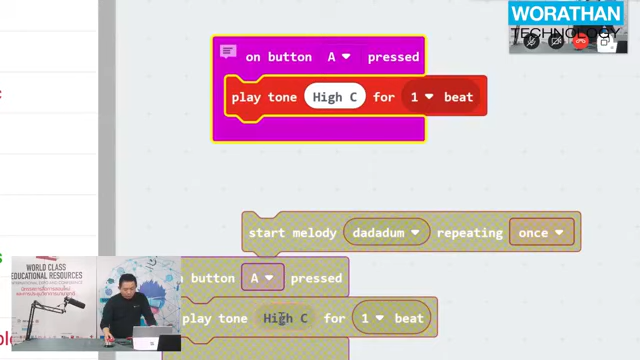 WORATHAN
TECHNOLOGY
on button A pressed
play tone High C for 1 beat
start melody dadadum repeating once
n button A pressed
play tone High C for 1 beat
WORLD CLASS
EDUCATIONAL RESOURCES